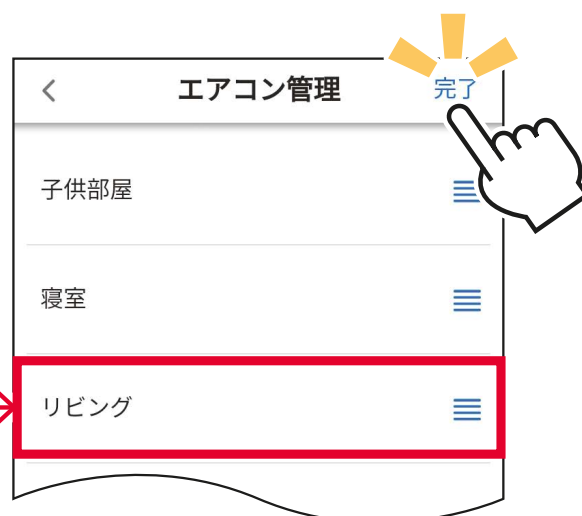 エアコン管理
完了
子供部屋
寝室
リビング